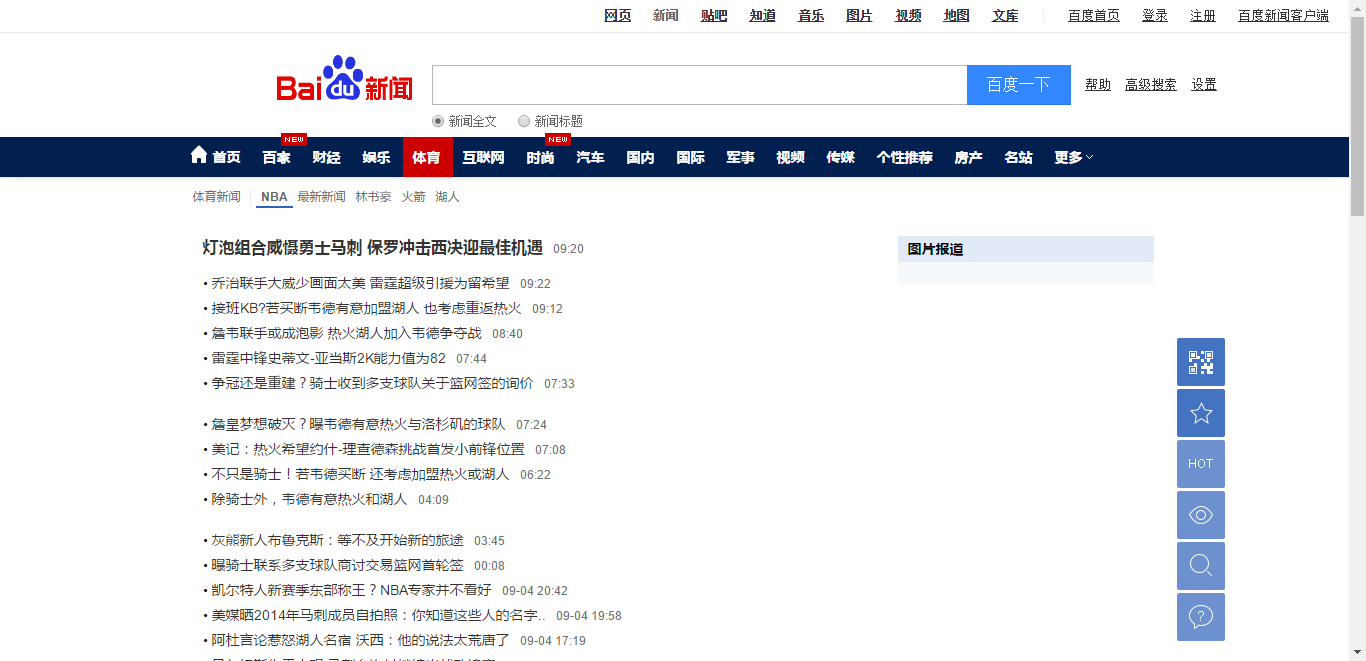 网页 新闻 贴吧 知道 音乐 图片 视频 地图 文库 百度首页 登录 注册 百度新闻客户端
Bai du 新闻 百度一下 帮助 高级搜索 设置
新闻全文 新闻标题
NEW NEW
首页 百家 财经 娱乐 体育 互联网 时尚 汽车 国内 国际 军事 视频 传媒 个性推荐 房产 名站 更多
体育新闻 NBA 最新新闻 林书豪 火箭 湖人
灯泡组合威慑勇士马刺 保罗冲击西决迎最佳机遇 09:20
图片报道
• 乔治联手大威少画面太美 雷霆超级引援为留希望 09:22
• 接班KB?若买断韦德有意加盟湖人 也考虑重返热火 09:12
• 詹韦联手或成泡影 热火湖人加入韦德争夺战 08:40
• 雷霆中锋史蒂文-亚当斯2K能力值为82 07:44
• 争冠还是重建？骑士收到多支球队关于篮网签的询价 07:33
• 詹皇梦想破灭？曝韦德有意热火与洛杉矶的球队 07:24
• 美记：热火希望约什-理查德森挑战首发小前锋位置 07:08
• 不只是骑士！若韦德买断 还考虑加盟热火或湖人 06:22
• 除骑士外，韦德有意热火和湖人 04:09
HOT
• 灰熊新人布鲁克斯：等不及开始新的旅途 03:45
• 曝骑士联系多支球队商讨交易篮网首轮签 00:08
• 凯尔特人新赛季东部称王？NBA专家并不看好 09-04 20:42
• 美媒晒2014年马刺成员自拍照：你知道这些人的名字.. 09-04 19:58
• 阿杜言论惹怒湖人名宿 沃西：他的说法太荒唐了 09-04 17:19